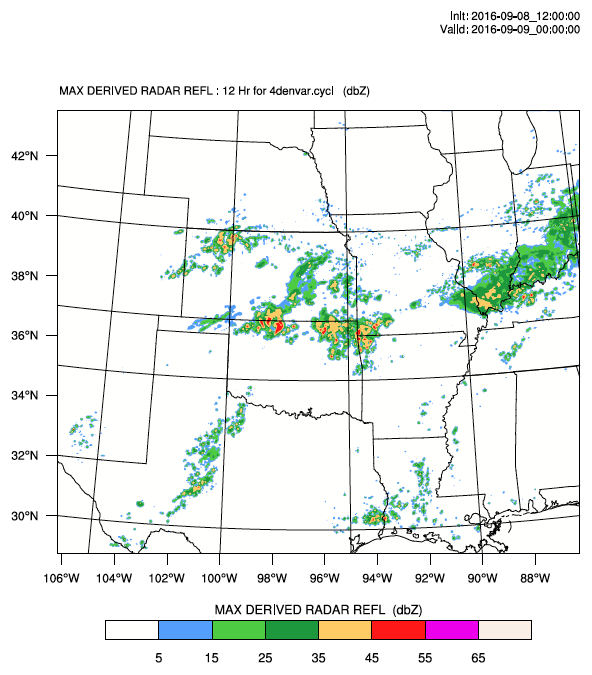 Init: 2016-09-08_12:00:00
Valid: 2016-09-09_00:00:00
MAX DERIVED RADAR REFL : 12 Hr for 4denvar.cycl (dbZ)
42°N
40°N
38°N
36°N
34°N
32°N
30°N
106°W 104°W 102°W 100°W 98°W 96°W 94°W 92°W 90°W 88°W
MAX DERIVED RADAR REFL (dbZ)
5 15 25 35 45 55 65